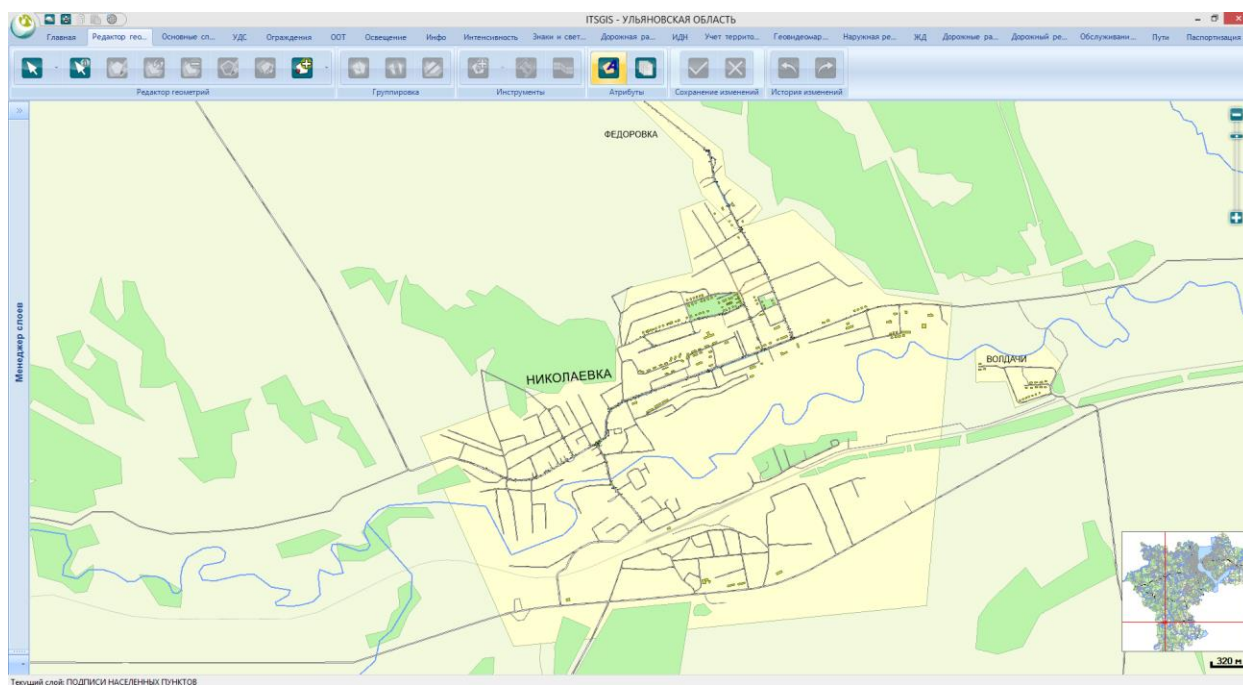 ITSGIS - УЛЬЯНОВСКАЯ ОБЛАСТЬ
Главная Редактор гео... Основные сл... УДС Ограждения ООТ Освещение Инфо Интенсивность Знаки и свет... Дорожная ра... ИДН Учет террито... Геовидеомар... Наружная ре... ЖД Дорожные ра... Дорожный ре... Обслуживани... Пути Паспортизация
Редактор геометрий Группировка Инструменты Атрибуты Сохранение изменений История изменений
Менеджер слоев
ФЕДОРОВКА
ВОЛДАЧИ
НИКОЛАЕВКА
320 м
Текущий слой: ПОДПИСИ НАСЕЛЕННЫХ ПУНКТОВ